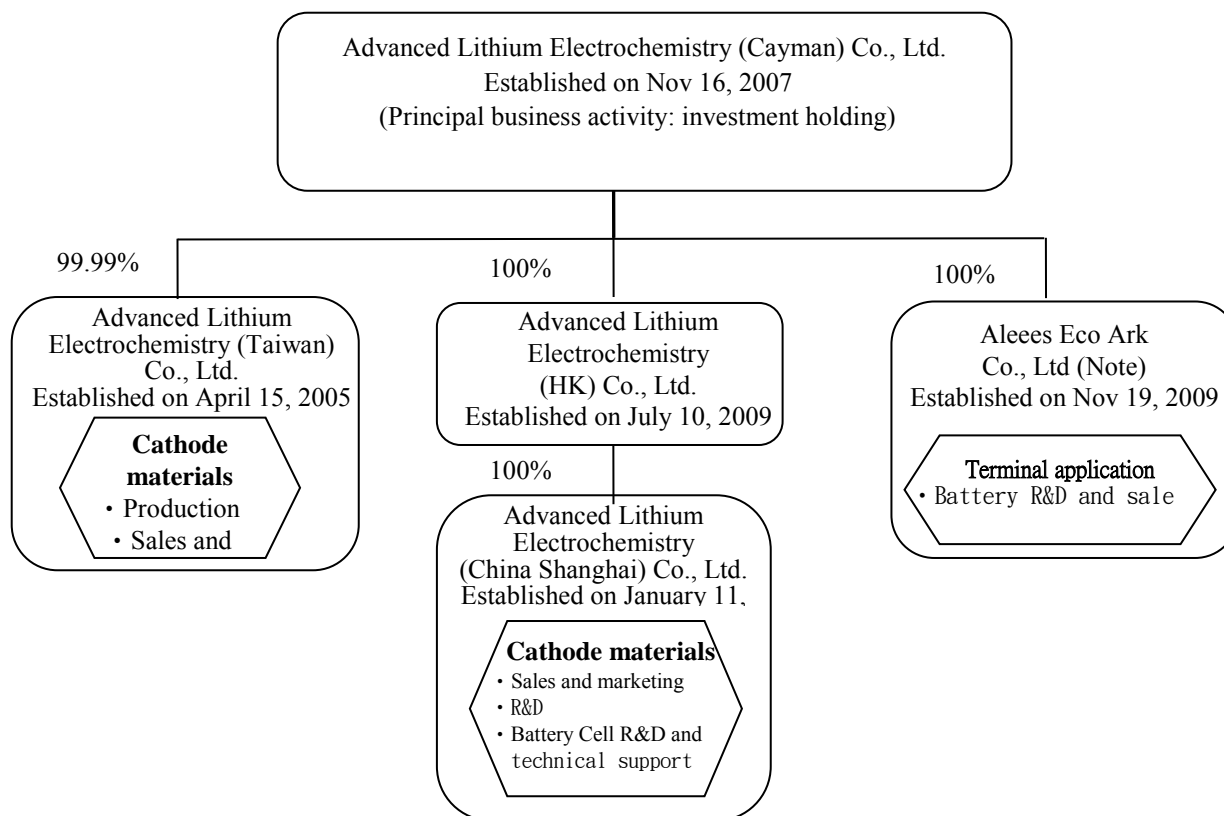 Advanced Lithium Electrochemistry (Cayman) Co., Ltd.
Established on Nov 16, 2007
(Principal business activity: investment holding)
99.99%
100%
100%
Advanced Lithium
Electrochemistry (Taiwan)
Co., Ltd.
Established on April 15, 2005
Cathode
materials
・Production
・Sales and
Advanced Lithium
Electrochemistry
(HK) Co., Ltd.
Established on July 10, 2009
Aleees Eco Ark
Co., Ltd (Note)
Established on Nov 19, 2009
Terminal application
・Battery R&D and sale
100%
Advanced Lithium
Electrochemistry
(China Shanghai) Co., Ltd.
Established on January 11,
Cathode materials
・Sales and marketing
・R&D
・Battery Cell R&D and
technical support